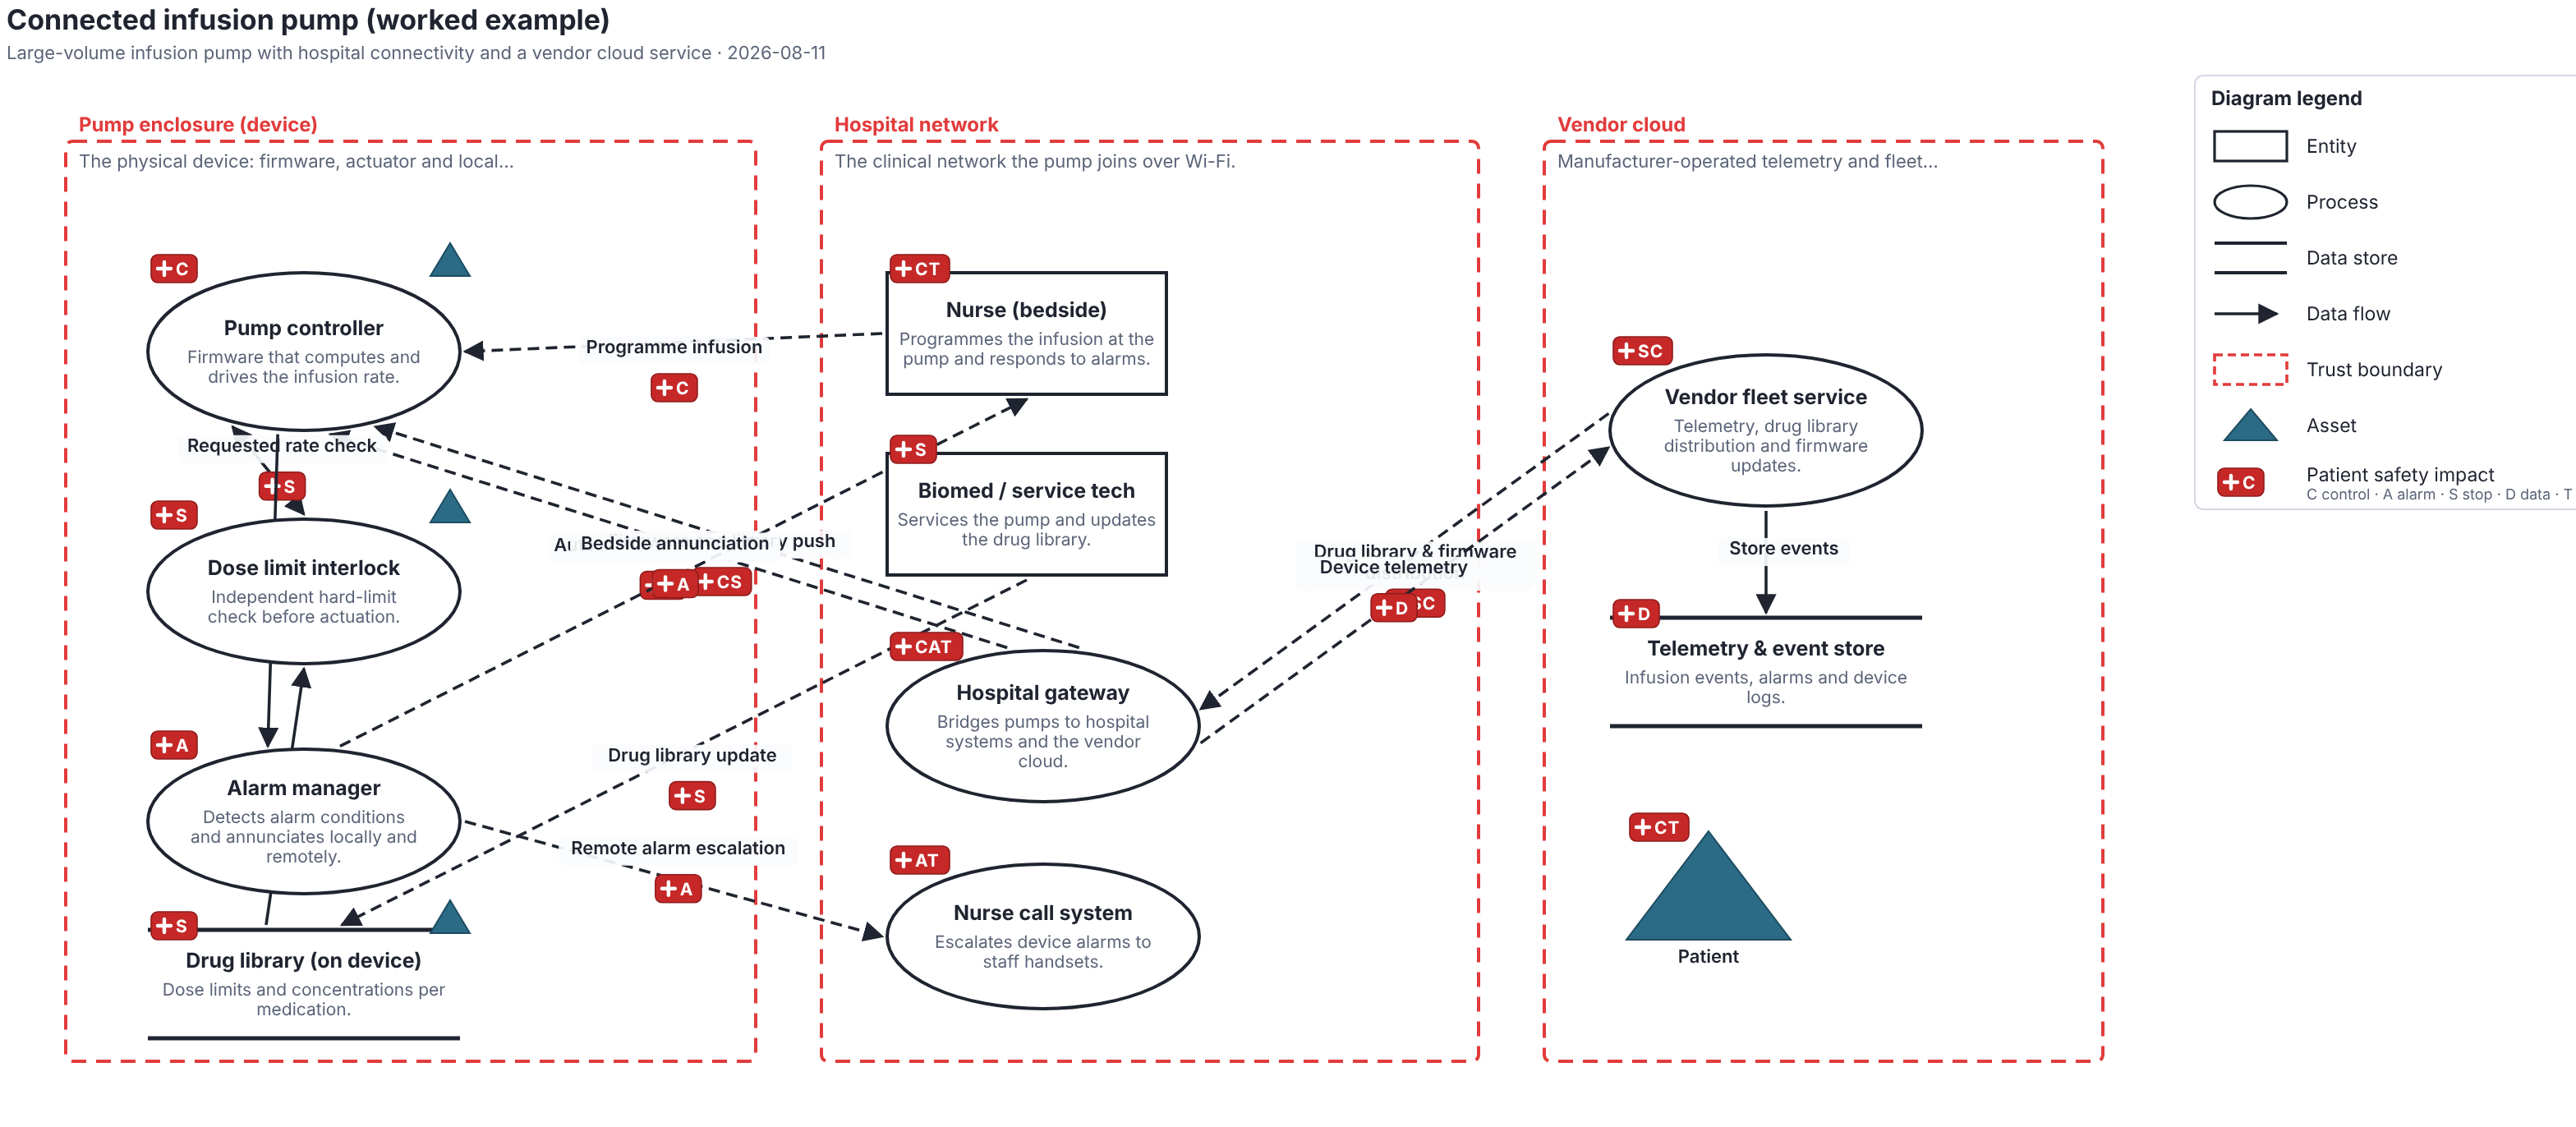 Connected infusion pump (worked example)
Large-volume infusion pump with hospital connectivity and a vendor cloud service · 2026-08-11
Pump enclosure (device)
The physical device: firmware, actuator and local...
C
Pump controller
Firmware that computes and
drives the infusion rate.
Requested rate check
S
S
Dose limit interlock
Independent hard-limit
check before actuation.
A
Alarm manager
Detects alarm conditions
and annunciates locally and
remotely.
S
Drug library (on device)
Dose limits and concentrations per
medication.
Programme infusion
C
Bedside annunciation
push
A
CS
Drug library update
S
Remote alarm escalation
A
Hospital network
The clinical network the pump joins over Wi-Fi.
CT
Nurse (bedside)
Programmes the infusion at the
pump and responds to alarms.
S
Biomed / service tech
Services the pump and updates
the drug library.
CAT
Hospital gateway
Bridges pumps to hospital
systems and the vendor
cloud.
AT
Nurse call system
Escalates device alarms to
staff handsets.
Drug library & firmware
Device telemetry
distribution
D
SC
Vendor cloud
Manufacturer-operated telemetry and fleet...
SC
Vendor fleet service
Telemetry, drug library
distribution and firmware
updates.
Store events
D
Telemetry & event store
Infusion events, alarms and device
logs.
CT
Patient
Diagram legend
Entity
Process
Data store
Data flow
Trust boundary
Asset
C
Patient safety impact
C control · A alarm · S stop · D data · T